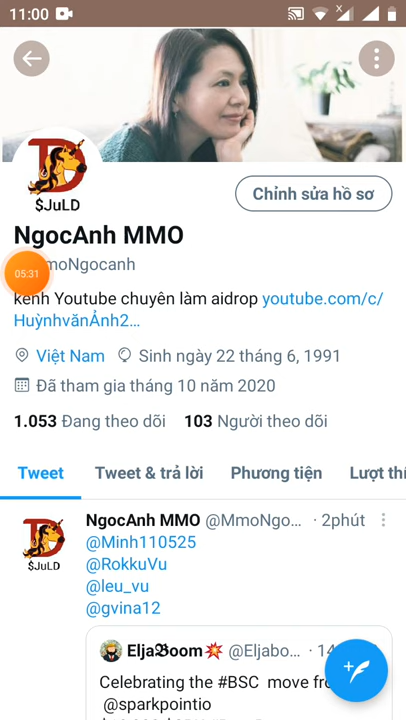 11:00
$JuLD
Chỉnh sửa hồ sơ
NgocAnh MMO
moNgocanh
05:31
kênh Youtube chuyên làm aidrop youtube.com/c/
HuỳnhvănẢnh2…
Việt Nam Sinh ngày 22 tháng 6, 1991
Đã tham gia tháng 10 năm 2020
1.053 Đang theo dõi 103 Người theo dõi
Tweet Tweet & trả lời Phương tiện Lượt thí
NgocAnh MMO @MmoNgo… · 2phút
$JuLD
@Minh110525
@RokkuVu
@leu_vu
@gvina12
Elja𝕭oom💥 @Eljabo… · 14
Celebrating the #BSC move fro
@sparkpointio